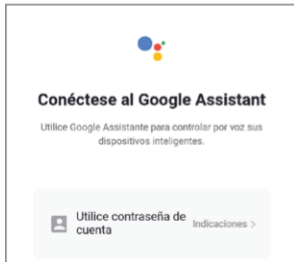 Conéctese al Google Assistant
Utilice Google Assistante para controlar por voz sus
dispositivos inteligentes.
Utilice contraseña de
cuenta
Indicaciones >